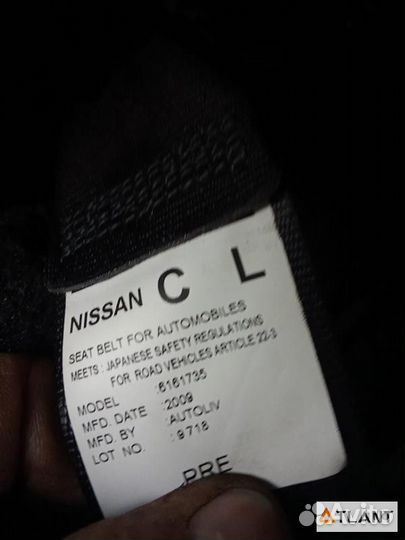 NISSAN C L
SEAT BELT FOR AUTOMOBILES
MEETS : JAPANESE SAFETY REGULATIONS
FOR ROAD VEHICLES ARTICLE 22-3
MODEL :6161735
MFD. DATE :2009
MFD. BY :AUTOLIV
LOT NO. :9718
PRE
ATLANT
Avito